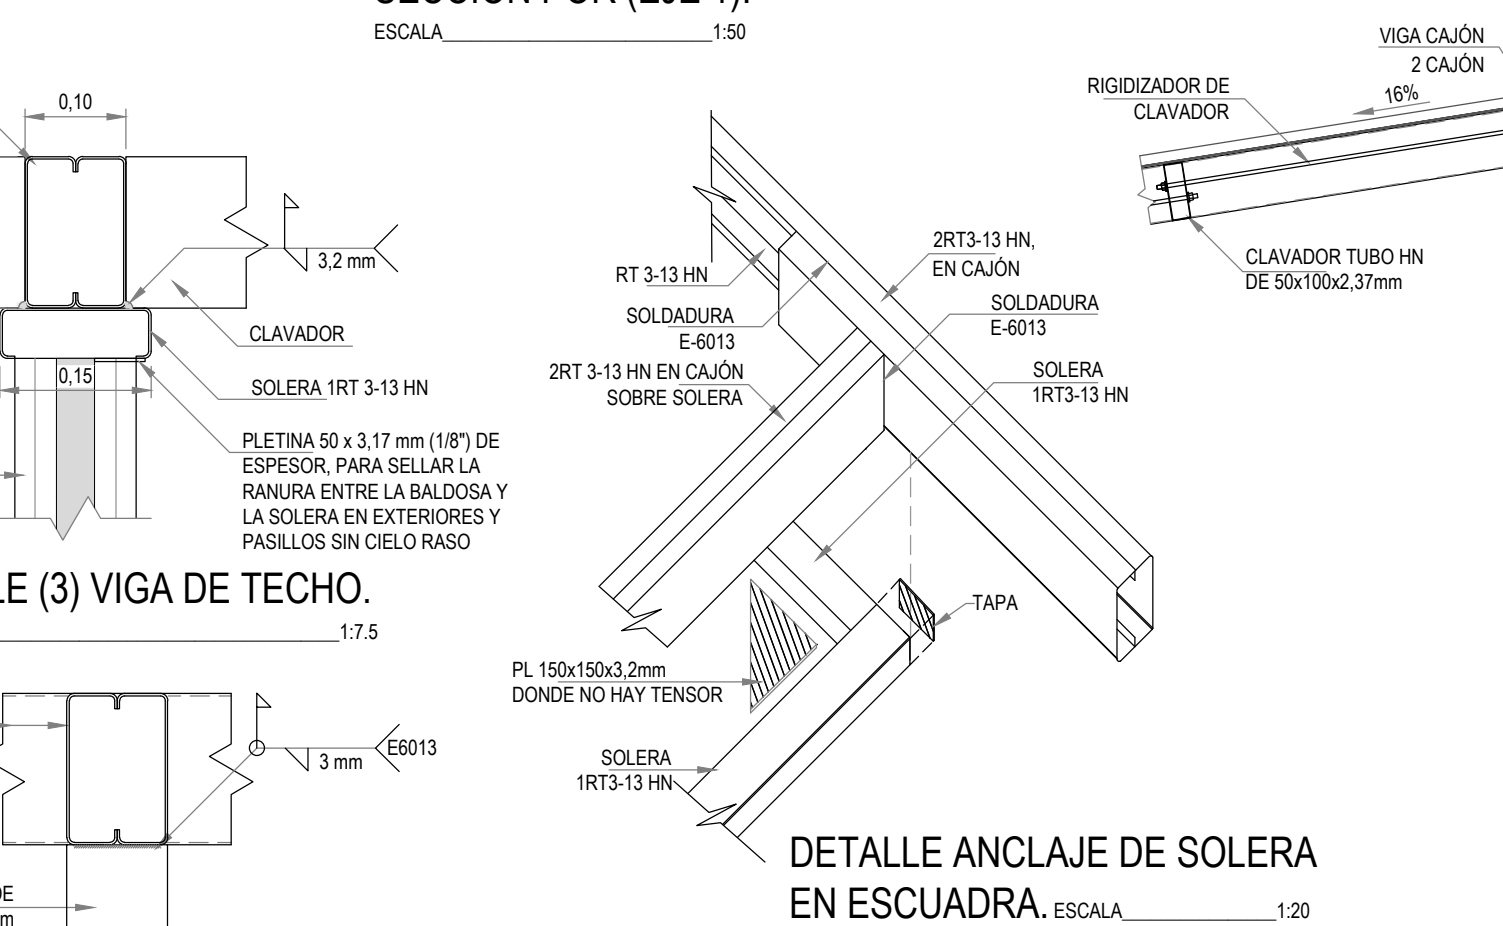 ESCALA 1:50
0,10
3,2 mm
CLAVADOR
0,15
SOLERA 1RT 3-13 HN
PLETINA 50 x 3,17 mm (1/8") DE
ESPESOR, PARA SELLAR LA
RANURA ENTRE LA BALDOSA Y
LA SOLERA EN EXTERIORES Y
PASILLOS SIN CIELO RASO
(3) VIGA DE TECHO.
1:7.5
3 mm
E6013
RT 3-13 HN
SOLDADURA
E-6013
2RT 3-13 HN EN CAJÓN
SOBRE SOLERA
2RT3-13 HN,
EN CAJÓN
SOLDADURA
E-6013
SOLERA
1RT3-13 HN
TAPA
PL 150x150x3,2mm
DONDE NO HAY TENSOR
SOLERA
1RT3-13 HN
DETALLE ANCLAJE DE SOLERA
EN ESCUADRA. ESCALA 1:20
VIGA CAJÓN
2 CAJÓN
16%
RIGIDIZADOR DE
CLAVADOR
CLAVADOR TUBO HN
DE 50x100x2,37mm